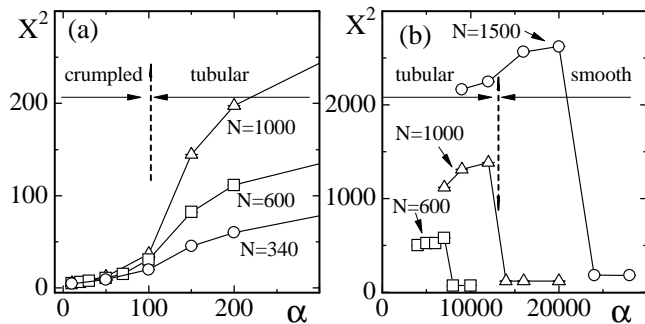 X² (a)
crumpled tubular
200
N=1000
100
N=600
N=340
0
0 100 200 α
X² (b) N=1500
tubular smooth
2000
N=1000
1000
N=600
0
0 10000 20000 α